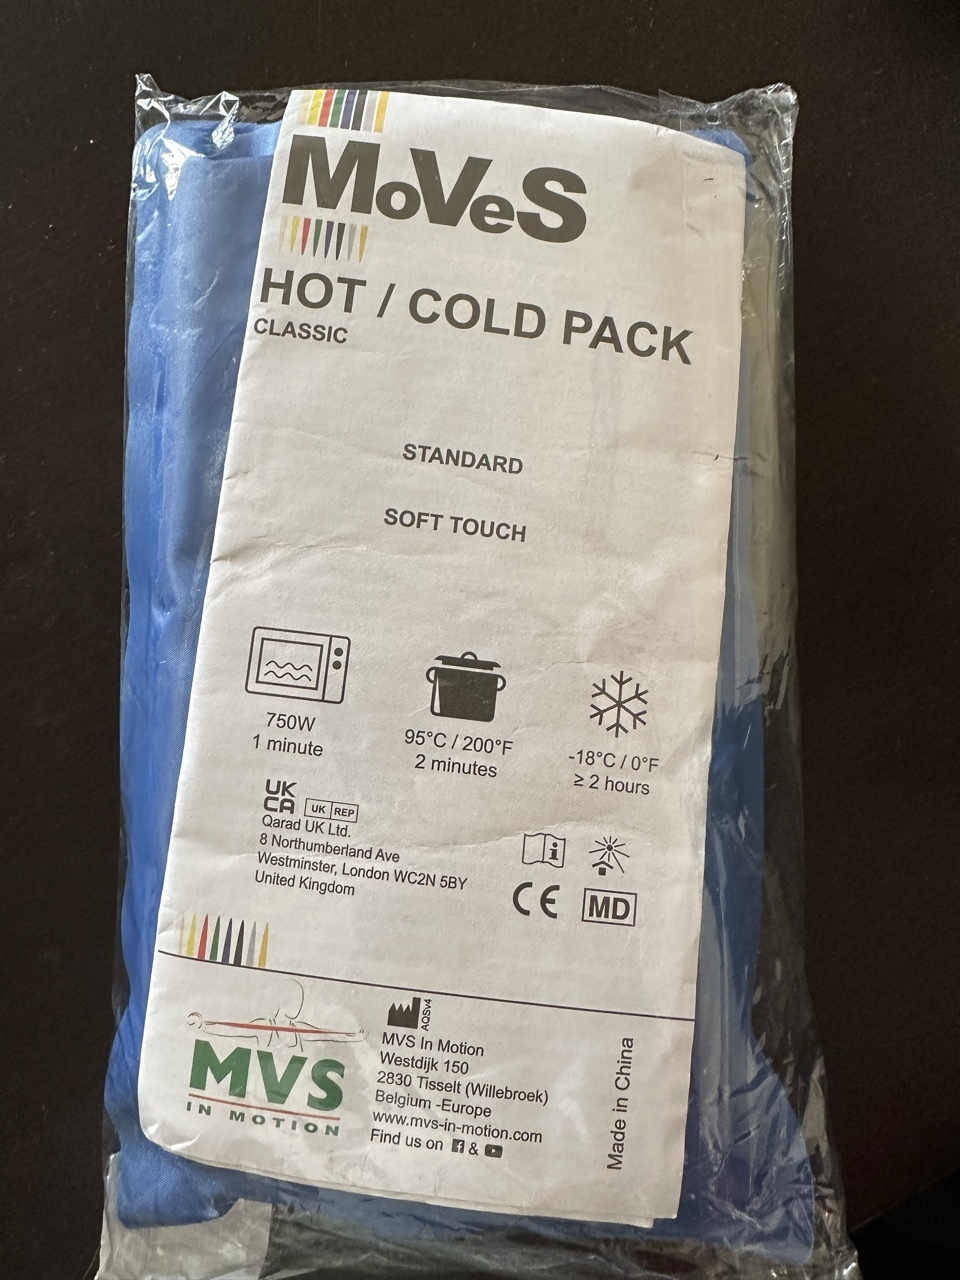 MoVeS
HOT / COLD PACK
CLASSIC
STANDARD
SOFT TOUCH
750W
1 minute
95°C / 200°F
2 minutes
-18°C / 0°F
≥ 2 hours
UK
CA
UK REP
Qarad UK Ltd.
8 Northumberland Ave
Westminster, London WC2N 5BY
United Kingdom
i
CE
MD
MVS
IN MOTION
AQSv4
MVS In Motion
Westdijk 150
2830 Tisselt (Willebroek)
Belgium -Europe
www.mvs-in-motion.com
Find us on f &
Made in China